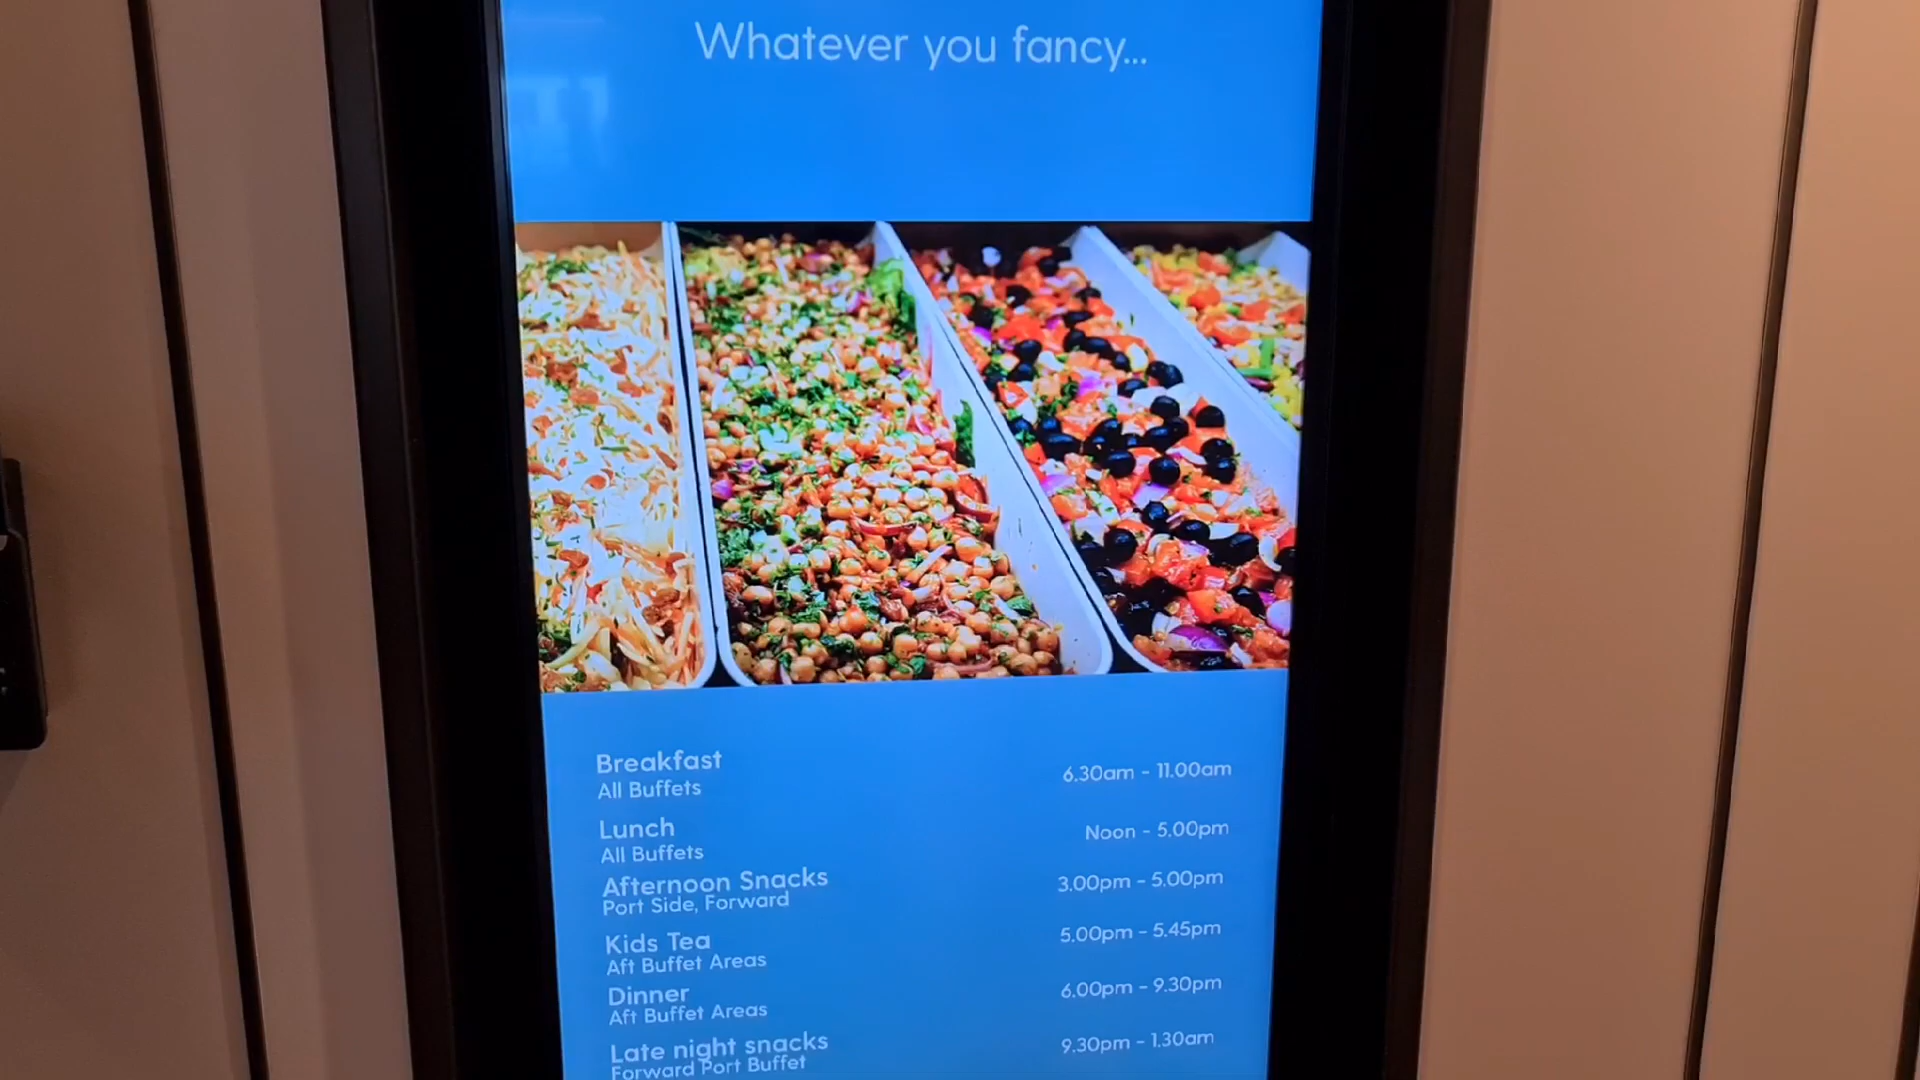 Whatever you fancy...
Breakfast 6.30am - 11.00am
All Buffets
Lunch Noon - 5.00pm
All Buffets
Afternoon Snacks 3.00pm - 5.00pm
Port Side, Forward
Kids Tea 5.00pm - 5.45pm
Aft Buffet Areas
Dinner 6.00pm - 9.30pm
Aft Buffet Areas
Late night snacks 9.30pm - 1.30am
Forward Port Buffet